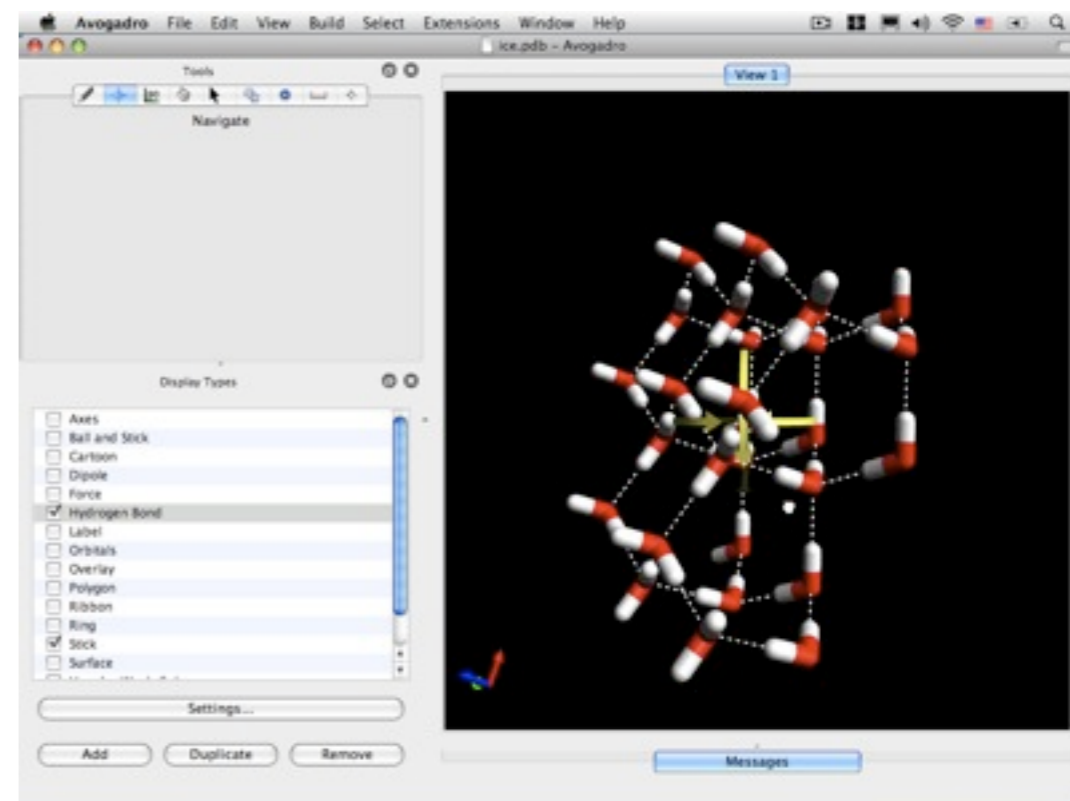 Avogadro File Edit View Build Select Extensions Window Help
ice.pdb - Avogadro
Tools
Navigate
View 1
Display Types
Axes
Ball and Stick
Cartoon
Dipole
Force
Hydrogen Bond
Label
Orbitals
Overlay
Polygon
Ribbon
Ring
Stick
Surface
Settings...
Add Duplicate Remove
Messages